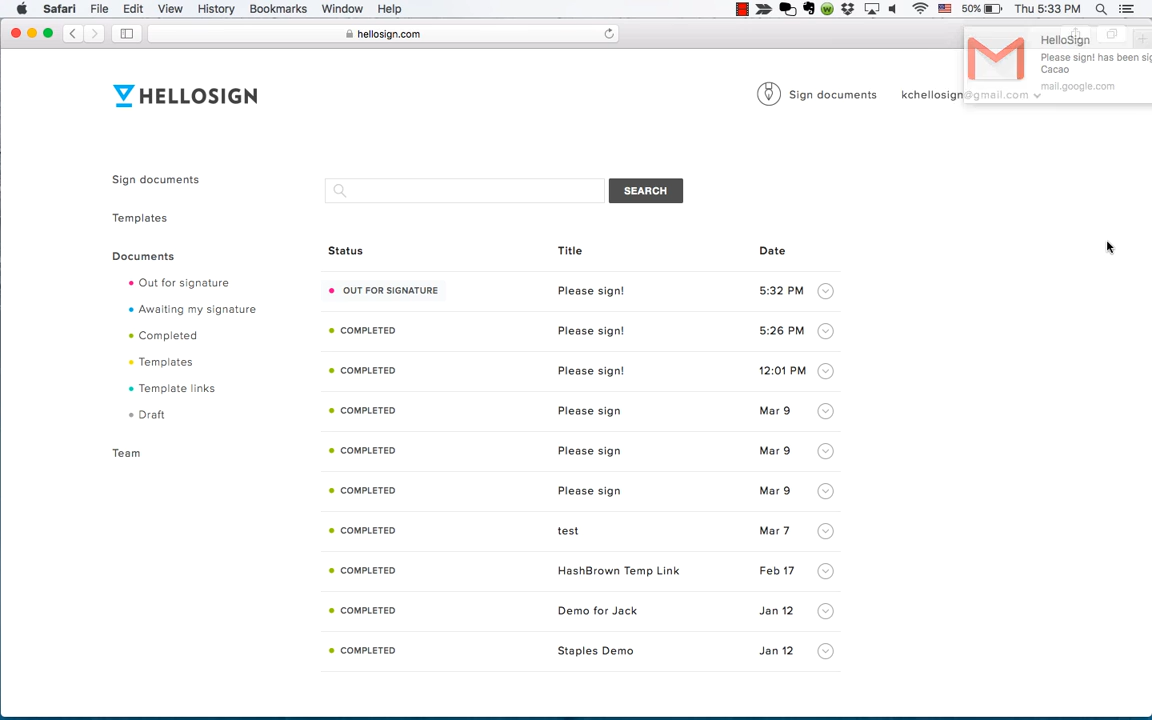 Safari File Edit View History Bookmarks Window Help 50% Thu 5:33 PM
hellosign.com
HelloSign
Please sign! has been
Cacao
mail.google.com
HELLOSIGN
Sign documents
kchellosign@gmail.com
Sign documents
SEARCH
Templates
Documents
Out for signature
Awaiting my signature
Completed
Templates
Template links
Draft
Team
Status Title Date
OUT FOR SIGNATURE Please sign! 5:32 PM
COMPLETED Please sign! 5:26 PM
COMPLETED Please sign! 12:01 PM
COMPLETED Please sign Mar 9
COMPLETED Please sign Mar 9
COMPLETED Please sign Mar 9
COMPLETED test Mar 7
COMPLETED HashBrown Temp Link Feb 17
COMPLETED Demo for Jack Jan 12
COMPLETED Staples Demo Jan 12